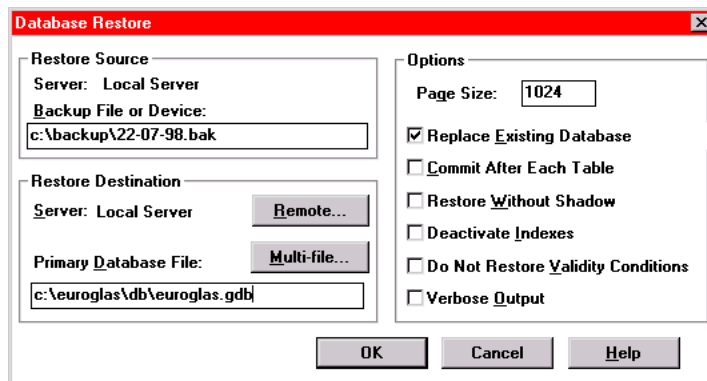 Database Restore
Restore Source
Server: Local Server
Backup File or Device:
c:\backup\22-07-98.bak
Restore Destination
Server: Local Server
Remote...
Primary Database File:
Multi-file...
c:\euroglas\db\euroglas.gdb
Options
Page Size: 1024
Replace Existing Database
Commit After Each Table
Restore Without Shadow
Deactivate Indexes
Do Not Restore Validity Conditions
Verbose Output
OK
Cancel
Help